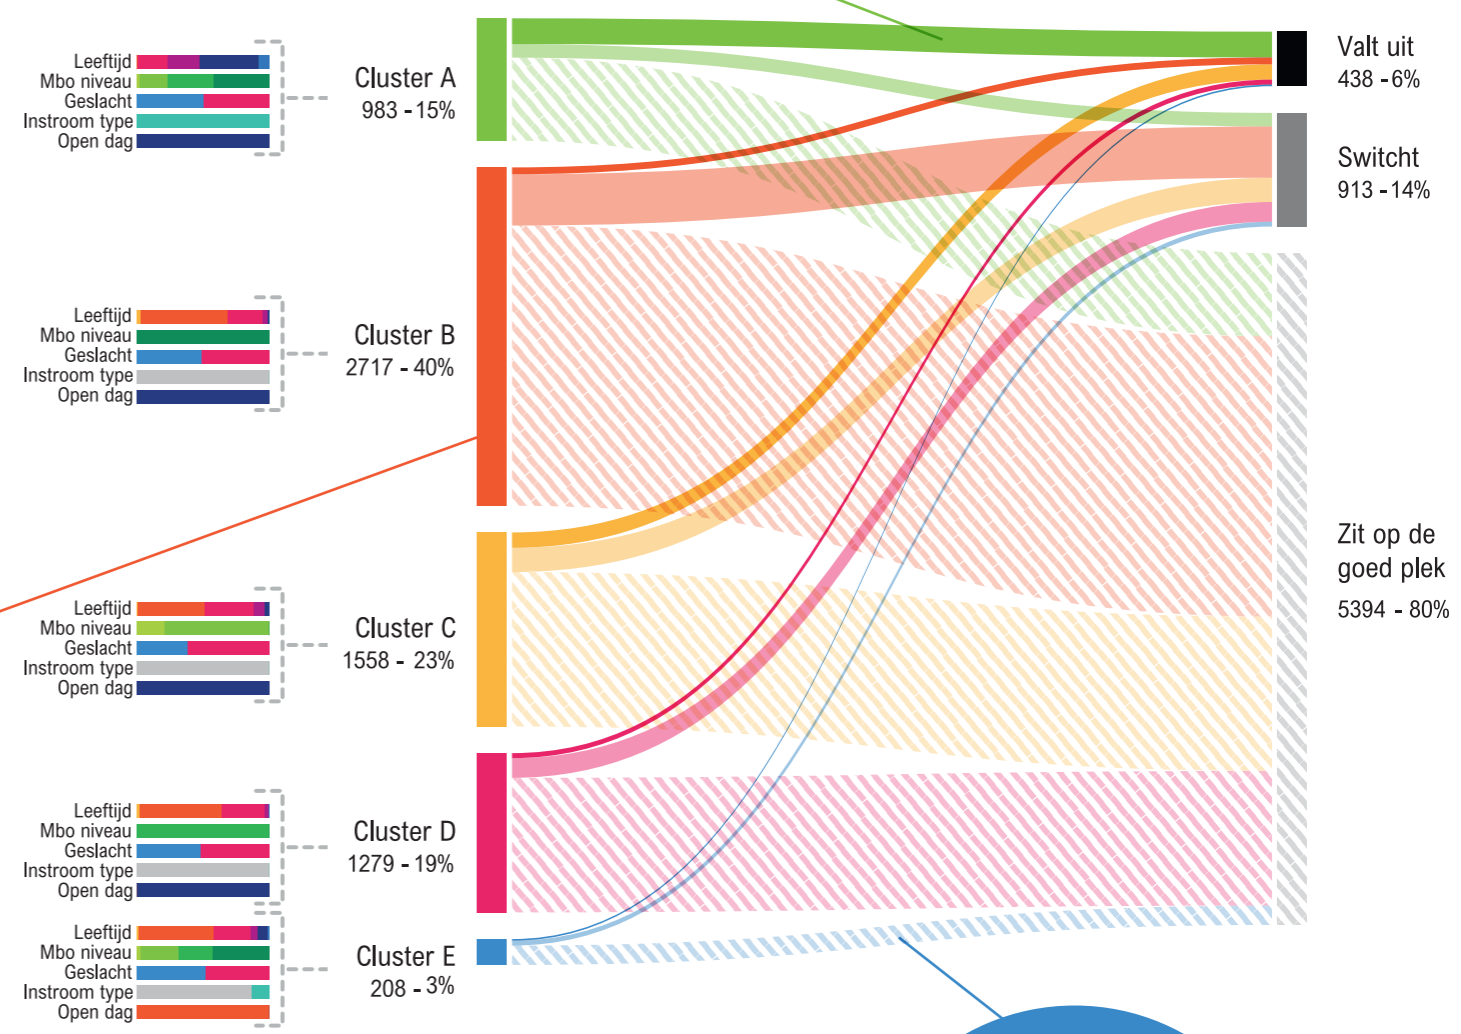 Leeftijd
Mbo niveau
Geslacht
Instroom type
Open dag
Cluster A
983 - 15%
Valt uit
438 - 6%
Switcht
913 - 14%
Leeftijd
Mbo niveau
Geslacht
Instroom type
Open dag
Cluster B
2717 - 40%
Zit op de
goed plek
5394 - 80%
Leeftijd
Mbo niveau
Geslacht
Instroom type
Open dag
Cluster C
1558 - 23%
Leeftijd
Mbo niveau
Geslacht
Instroom type
Open dag
Cluster D
1279 - 19%
Leeftijd
Mbo niveau
Geslacht
Instroom type
Open dag
Cluster E
208 - 3%